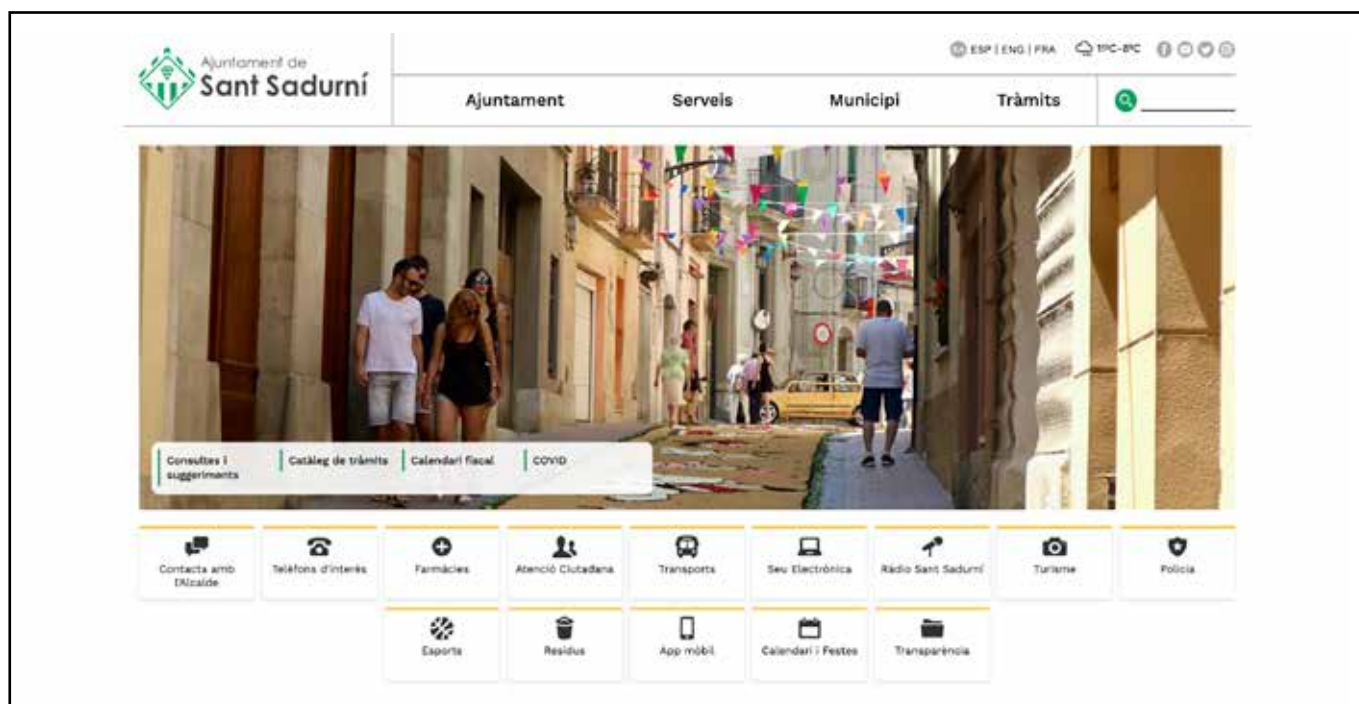 Ajuntament de
Sant Sadurní
ESP | ENG | FRA
11ºC-8ºC
Ajuntament Serveis Municipi Tràmits
Consultes i
suggeriments
Catàleg de tràmits
Calendari fiscal
COVID
Contacta amb
l'Alcalde
Telèfons d'interès
Farmàcies
Atenció Ciutadana
Transports
Seu Electrònica
Ràdio Sant Sadurní
Turisme
Policia
Esports
Residus
App mòbil
Calendari i Festes
Transparència